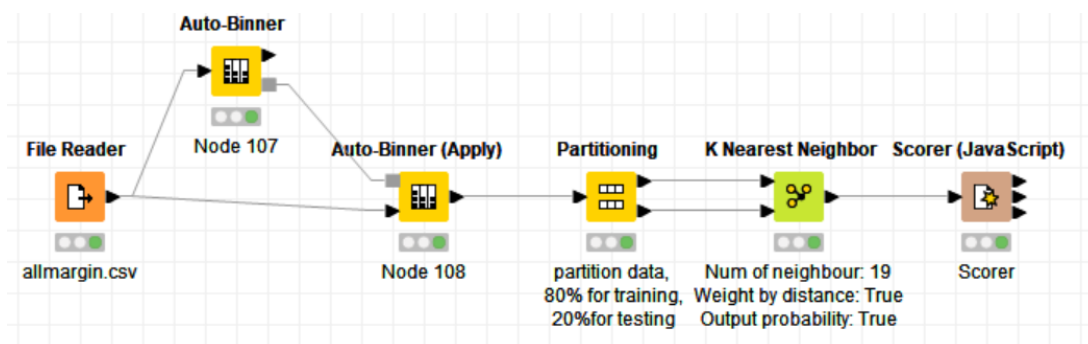 Auto-Binner
Node 107
File Reader
allmargin.csv
Auto-Binner (Apply)
Node 108
Partitioning
partition data,
80% for training,
20%for testing
K Nearest Neighbor
Num of neighbour: 19
Weight by distance: True
Output probability: True
Scorer (JavaScript)
Scorer